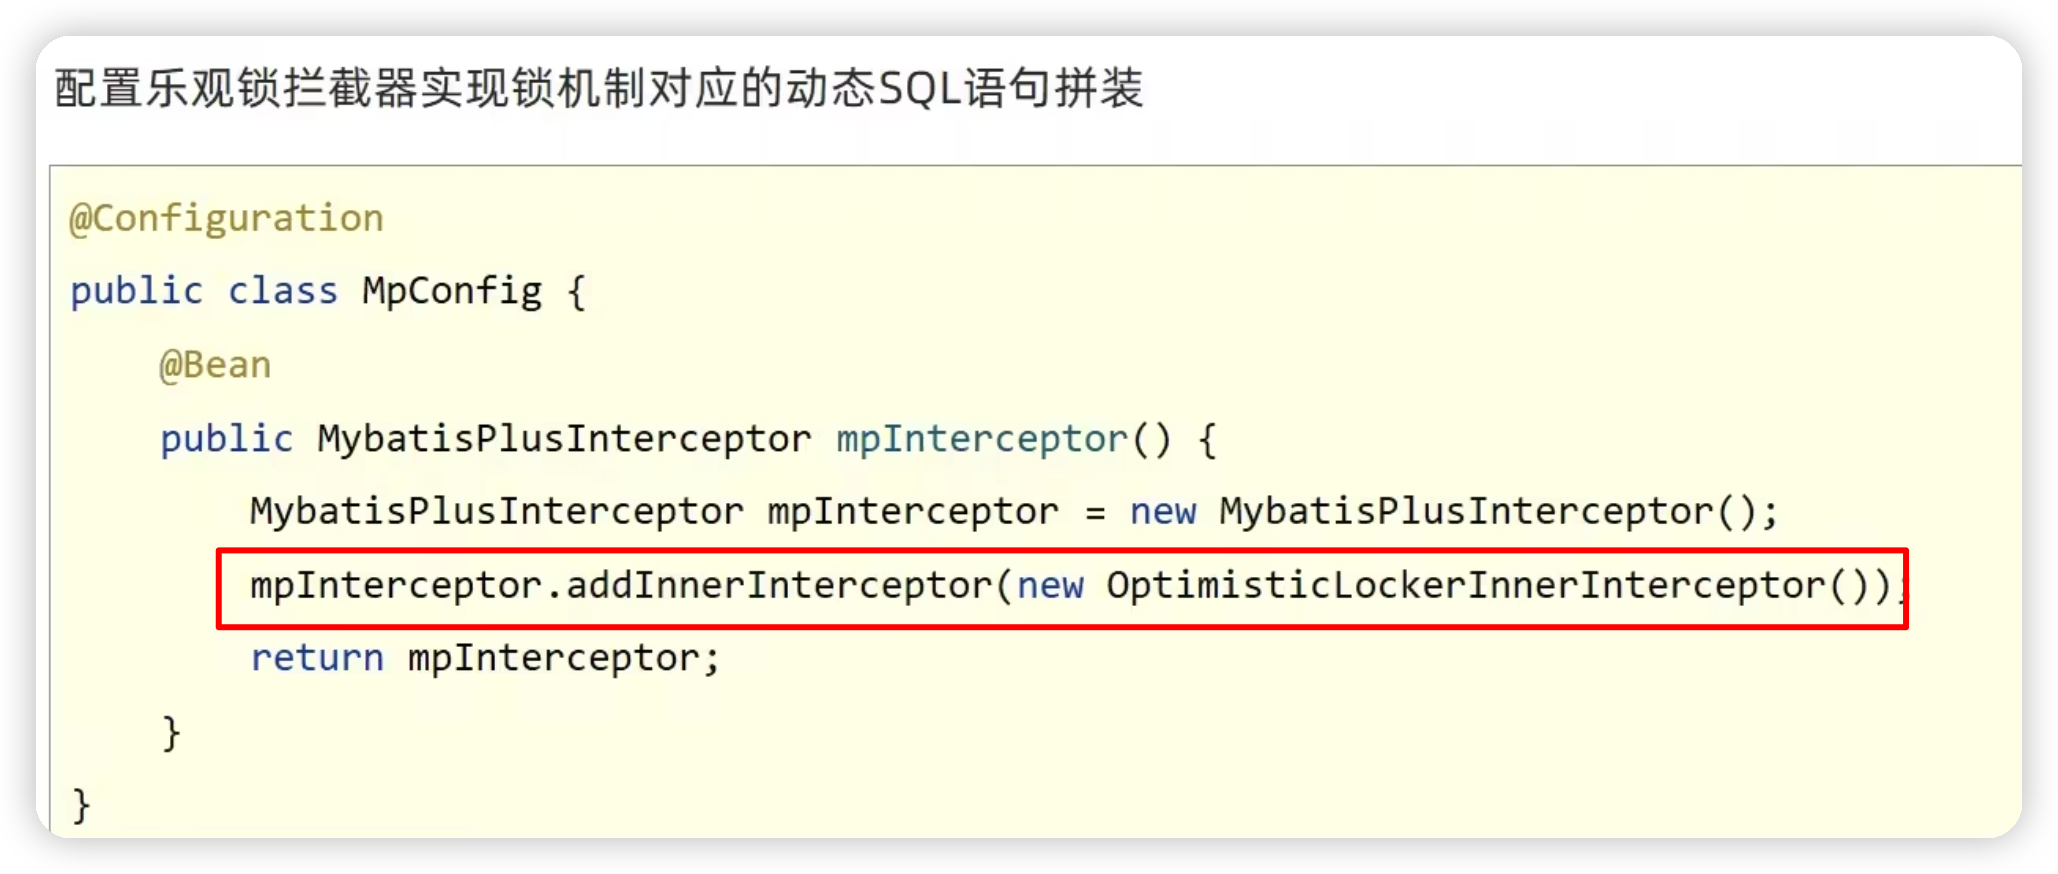 配置乐观锁拦截器实现锁机制对应的动态SQL语句拼装
@Configuration
public class MpConfig {
@Bean
public MybatisPlusInterceptor mpInterceptor() {
MybatisPlusInterceptor mpInterceptor = new MybatisPlusInterceptor();
mpInterceptor.addInnerInterceptor(new OptimisticLockerInnerInterceptor());
return mpInterceptor;
}
}